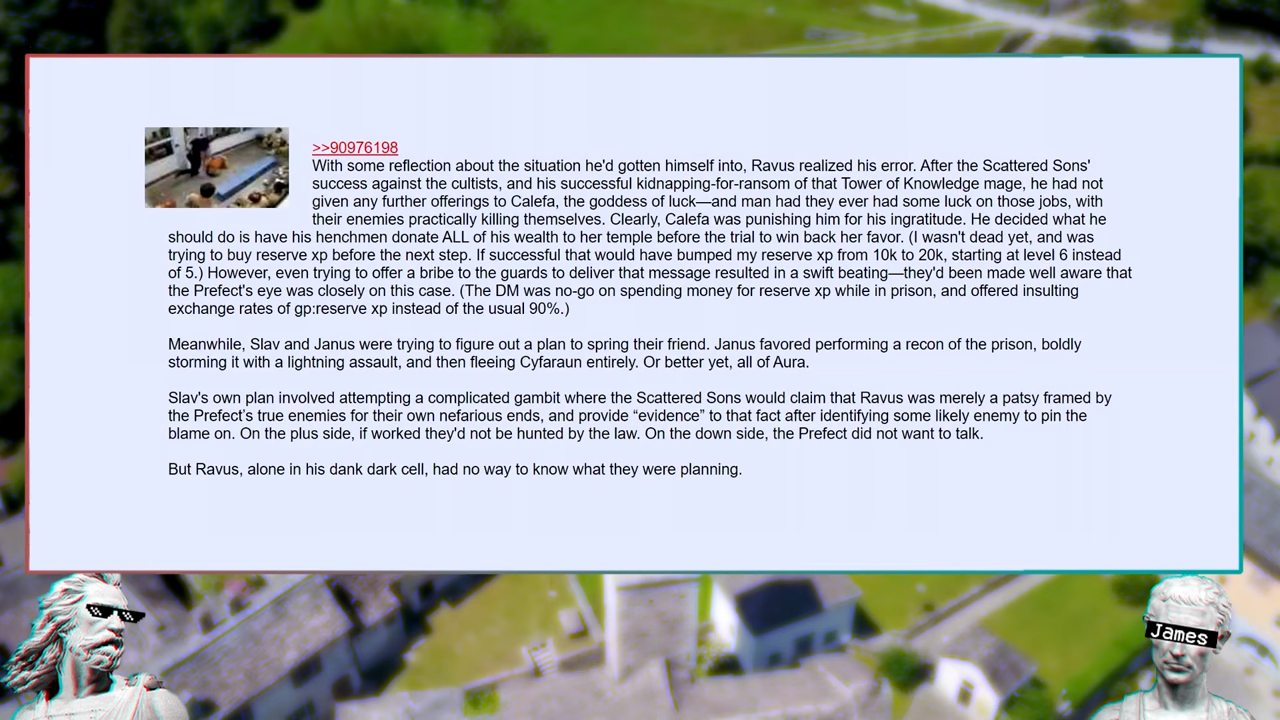 >>90976198
With some reflection about the situation he'd gotten himself into, Ravus realized his error. After the Scattered Sons'
success against the cultists, and his successful kidnapping-for-ransom of that Tower of Knowledge mage, he had not
given any further offerings to Calefa, the goddess of luck—and man had they ever had some luck on those jobs, with
their enemies practically killing themselves. Clearly, Calefa was punishing him for his ingratitude. He decided what he
should do is have his henchmen donate ALL of his wealth to her temple before the trial to win back her favor. (I wasn't dead yet, and was
trying to buy reserve xp before the next step. If successful that would have bumped my reserve xp from 10k to 20k, starting at level 6 instead
of 5.) However, even trying to offer a bribe to the guards to deliver that message resulted in a swift beating—they'd been made well aware that
the Prefect's eye was closely on this case. (The DM was no-go on spending money for reserve xp while in prison, and offered insulting
exchange rates of gp:reserve xp instead of the usual 90%.)
Meanwhile, Slav and Janus were trying to figure out a plan to spring their friend. Janus favored performing a recon of the prison, boldly
storming it with a lightning assault, and then fleeing Cyfaraun entirely. Or better yet, all of Aura.
Slav's own plan involved attempting a complicated gambit where the Scattered Sons would claim that Ravus was merely a patsy framed by
the Prefect's true enemies for their own nefarious ends, and provide “evidence” to that fact after identifying some likely enemy to pin the
blame on. On the plus side, if worked they'd not be hunted by the law. On the down side, the Prefect did not want to talk.
But Ravus, alone in his dank dark cell, had no way to know what they were planning.
James